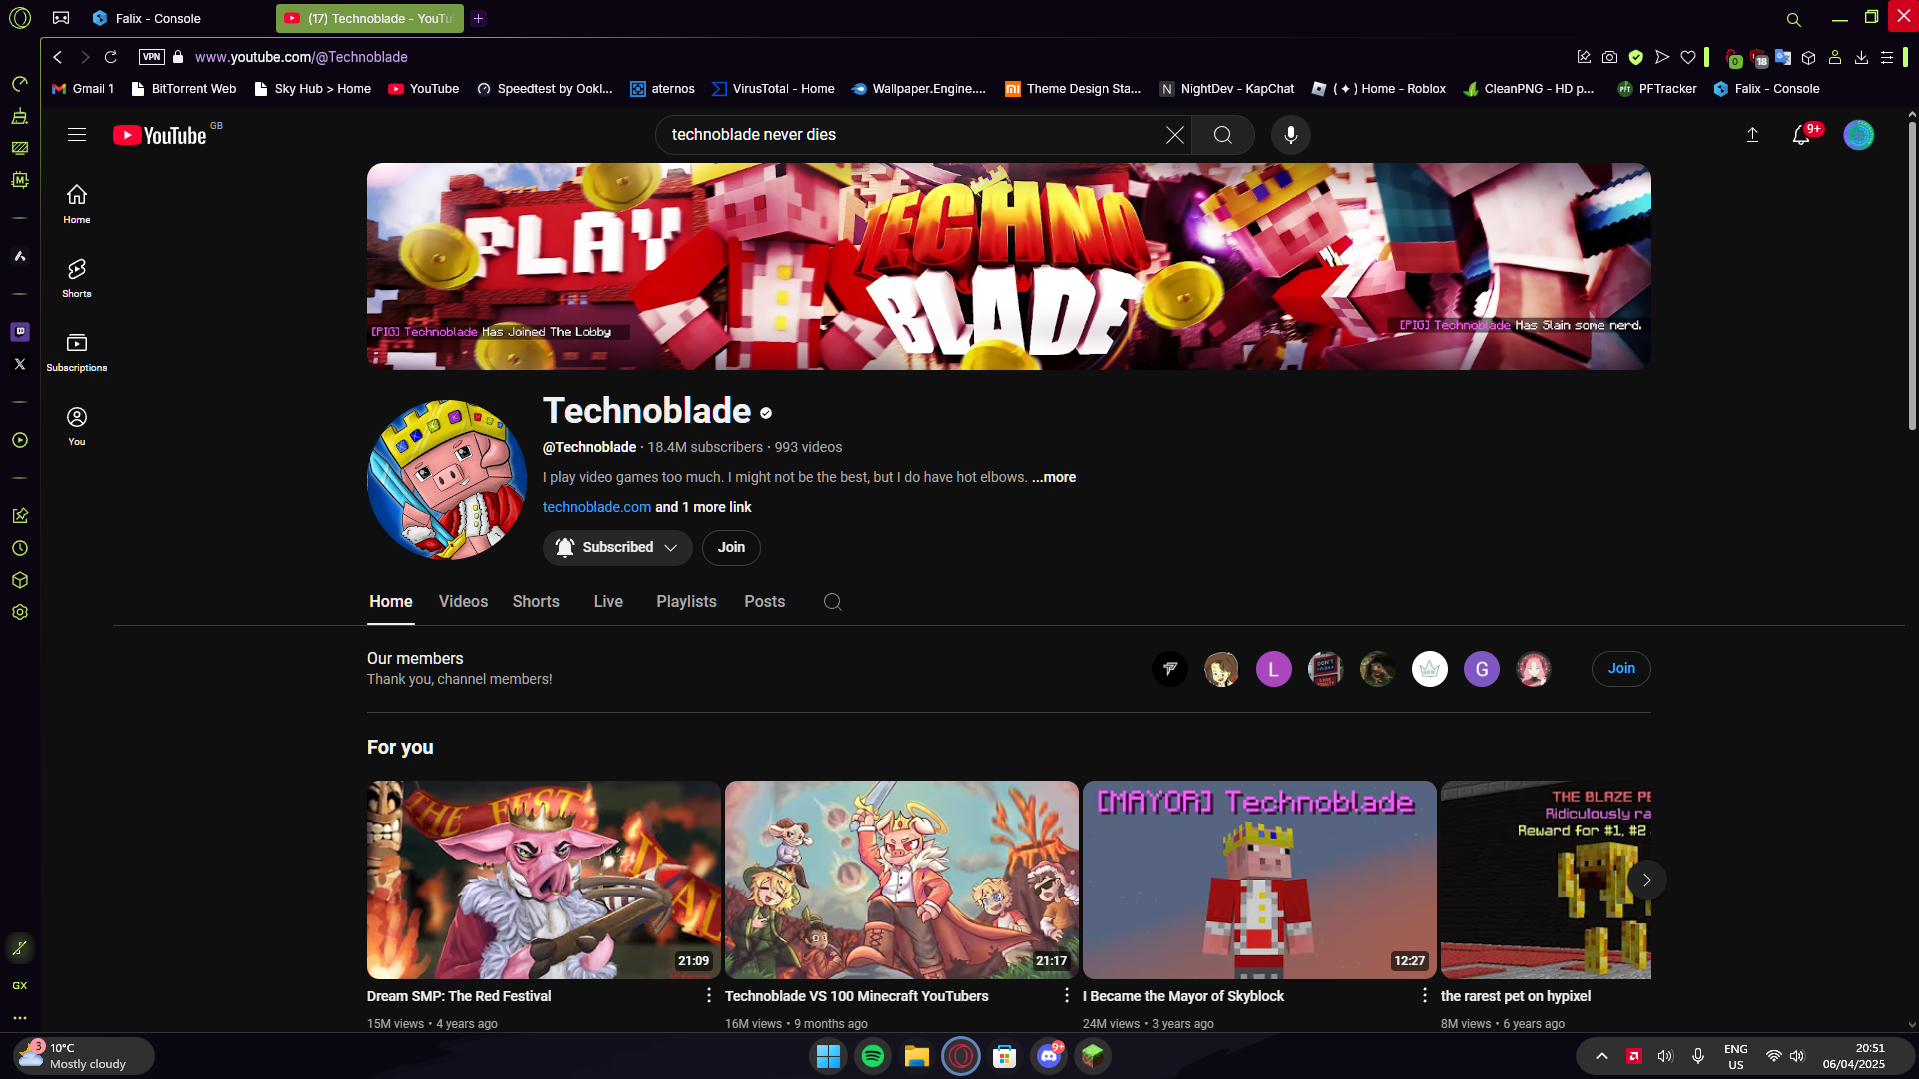 Falix - Console
(17) Technoblade - YouTu
VPN
www.youtube.com/@Technoblade
0
18
Gmail 1
BitTorrent Web
Sky Hub > Home
YouTube
Speedtest by Ookl...
aternos
VirusTotal - Home
Wallpaper.Engine....
Theme Design Sta...
NightDev - KapChat
( ✦ ) Home - Roblox
CleanPNG - HD p...
PFTracker
Falix - Console
YouTube GB
technoblade never dies
9+
Home
Shorts
Subscriptions
You
PLAY
TECHNO
BLADE
[PIG] Technoblade Has Joined The Lobby
[PIG] Technoblade Has Slain some nerd.
Technoblade
@Technoblade · 18.4M subscribers · 993 videos
I play video games too much. I might not be the best, but I do have hot elbows. ...more
technoblade.com and 1 more link
Subscribed
Join
Home
Videos
Shorts
Live
Playlists
Posts
Our members
Thank you, channel members!
L
G
Join
For you
THE FEST
21:09
21:17
[MAYOR] Technoblade
12:27
THE BLAZE PE
Ridiculously ra
Reward for #1, #2
Dream SMP: The Red Festival
15M views • 4 years ago
Technoblade VS 100 Minecraft YouTubers
16M views • 9 months ago
I Became the Mayor of Skyblock
24M views • 3 years ago
the rarest pet on hypixel
8M views • 6 years ago
GX
3
10°C
Mostly cloudy
9+
ENG
US
20:51
06/04/2025